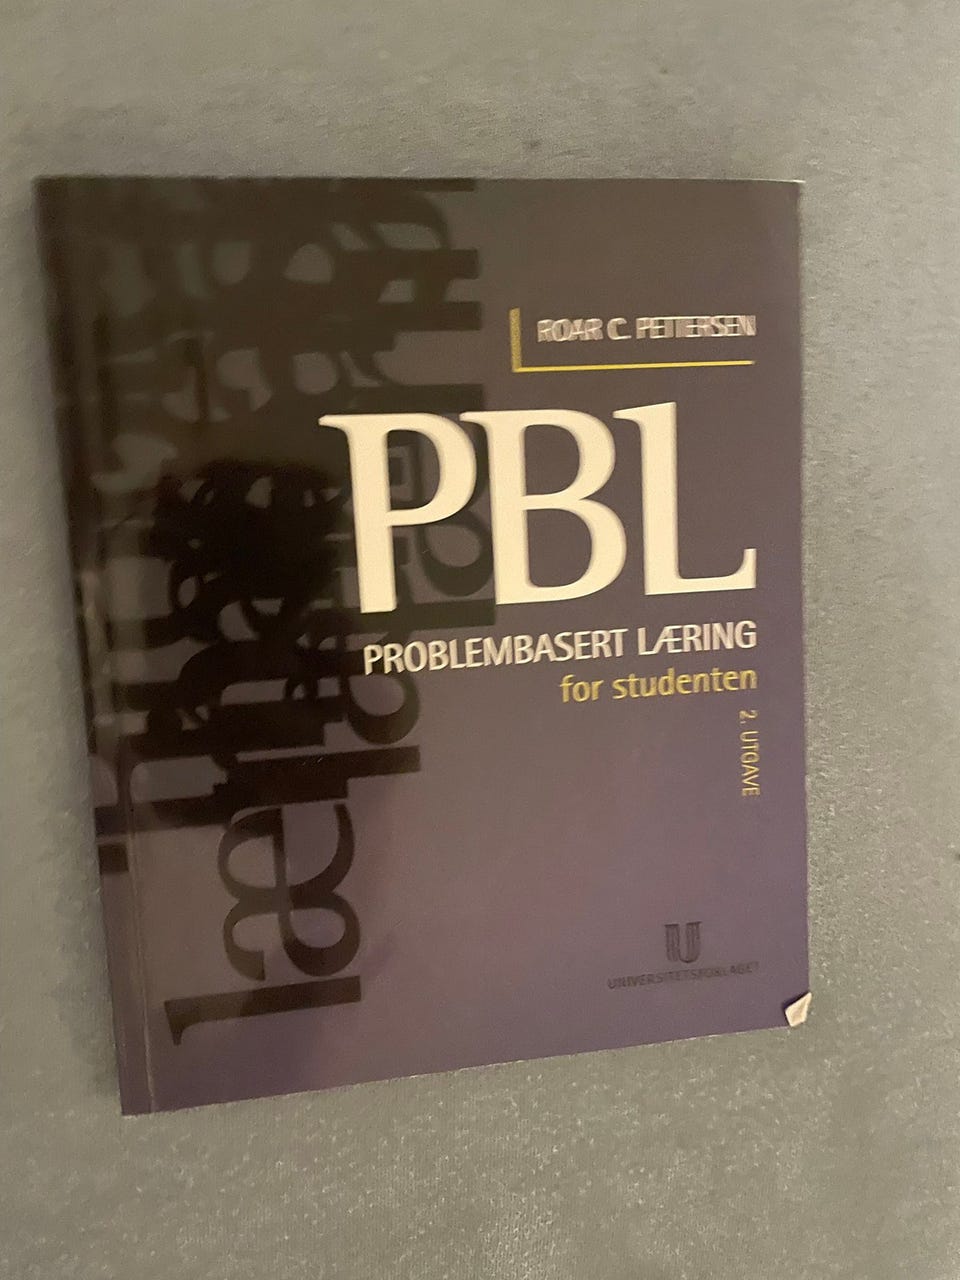 ROAR C. PETTERSEN
PBL
PROBLEMBASERT LÆRING
for studenten
2. UTGAVE
UNIVERSITETSFORLAGET